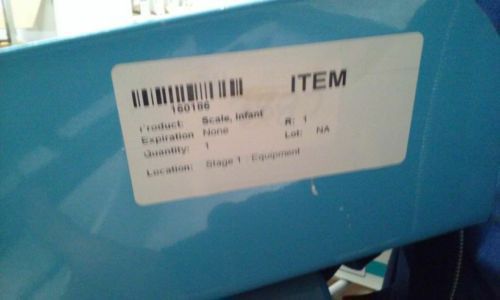 ITEM
160186
Product: Scale, Infant R: 1
Expiration None Lot: NA
Quantity: 1
Location: Stage 1 : Equipment